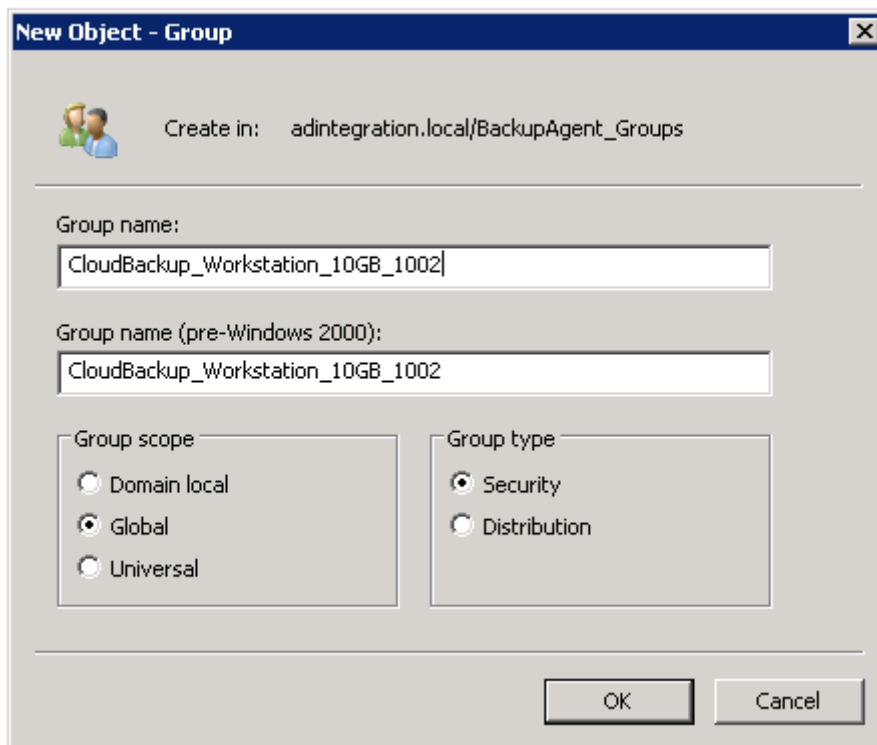 New Object - Group
Create in: adintegration.local/BackupAgent_Groups
Group name:
CloudBackup_Workstation_10GB_1002
Group name (pre-Windows 2000):
CloudBackup_Workstation_10GB_1002
Group scope
Domain local
Global
Universal
Group type
Security
Distribution
OK Cancel